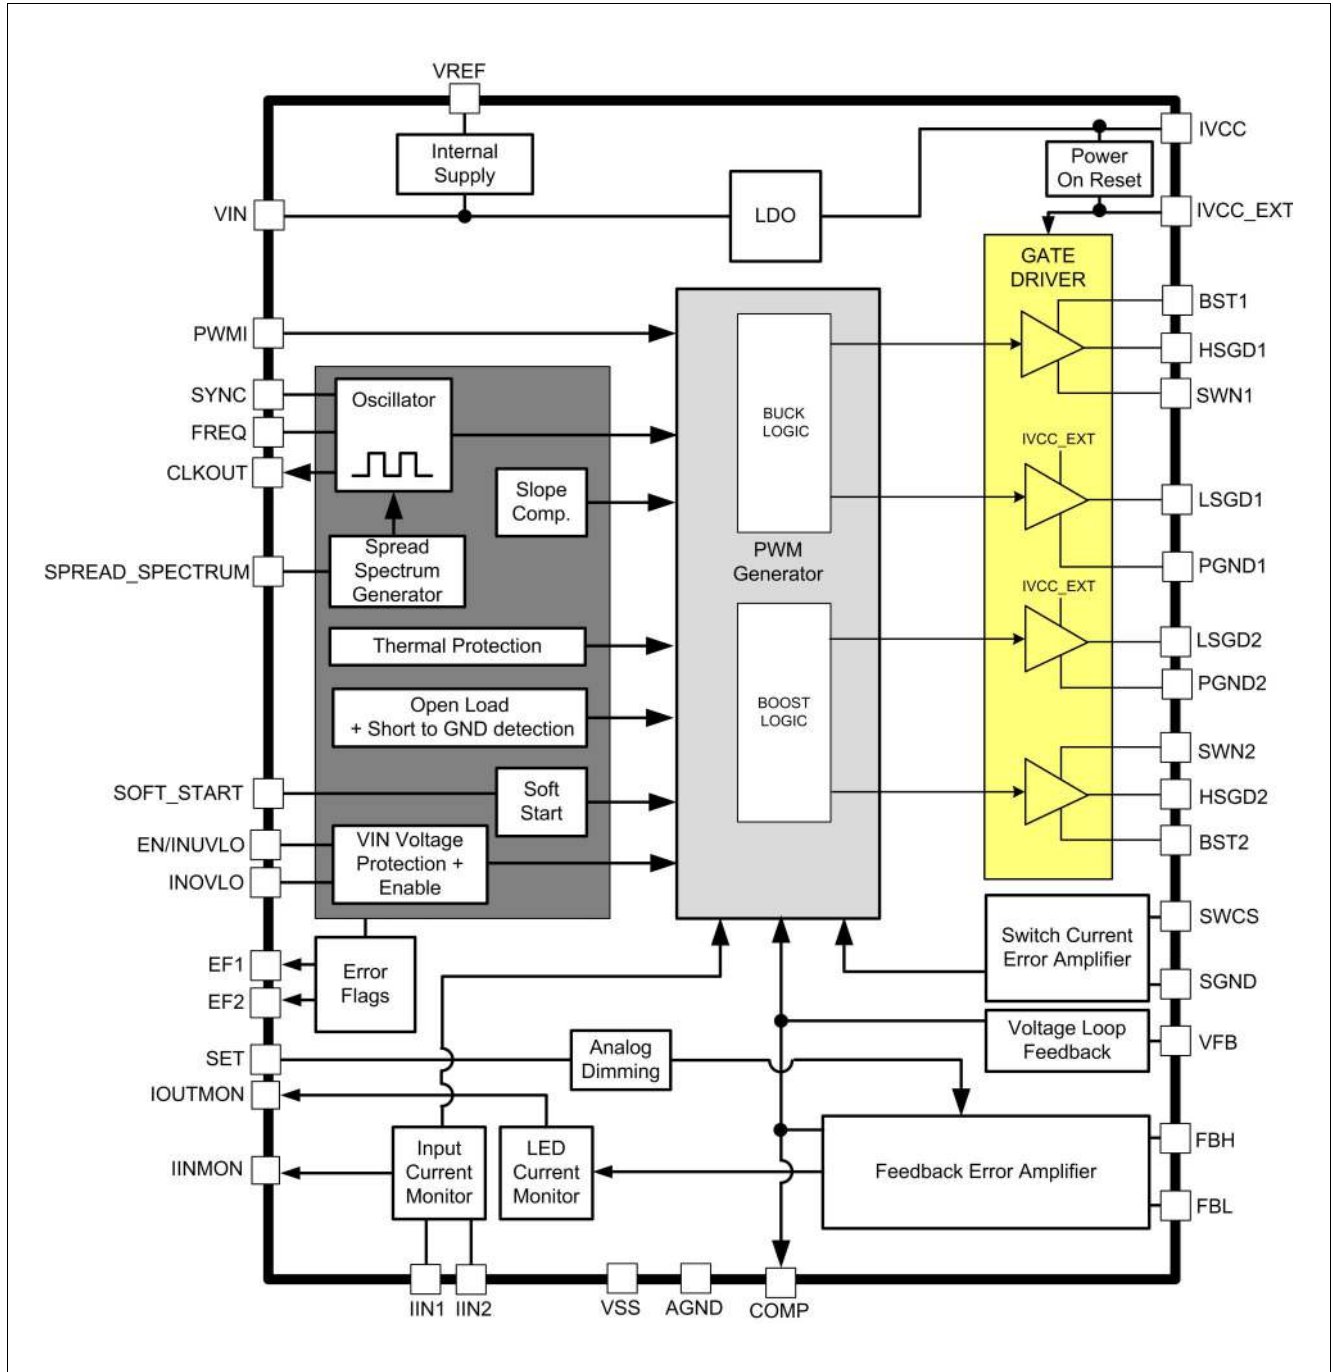 VREF
IVCC
Internal
Supply
Power
On Reset
VIN
LDO
IVCC_EXT
GATE
DRIVER
BST1
PWMI
HSGD1
SYNC
Oscillator
SWN1
FREQ
BUCK
LOGIC
IVCC_EXT
CLKOUT
Slope
Comp.
LSGD1
SPREAD_SPECTRUM
Spread
Spectrum
Generator
PWM
Generator
PGND1
IVCC_EXT
Thermal Protection
LSGD2
PGND2
Open Load
+ Short to GND detection
BOOST
LOGIC
SWN2
SOFT_START
Soft
Start
HSGD2
EN/INUVLO
VIN Voltage
Protection +
Enable
BST2
INOVLO
SWCS
Switch Current
Error Amplifier
EF1
Error
Flags
SGND
EF2
Voltage Loop
Feedback
VFB
SET
Analog
Dimming
IOUTMON
Input
Current
Monitor
LED
Current
Monitor
FBH
IINMON
Feedback Error Amplifier
FBL
IIN1
IIN2
VSS
AGND
COMP